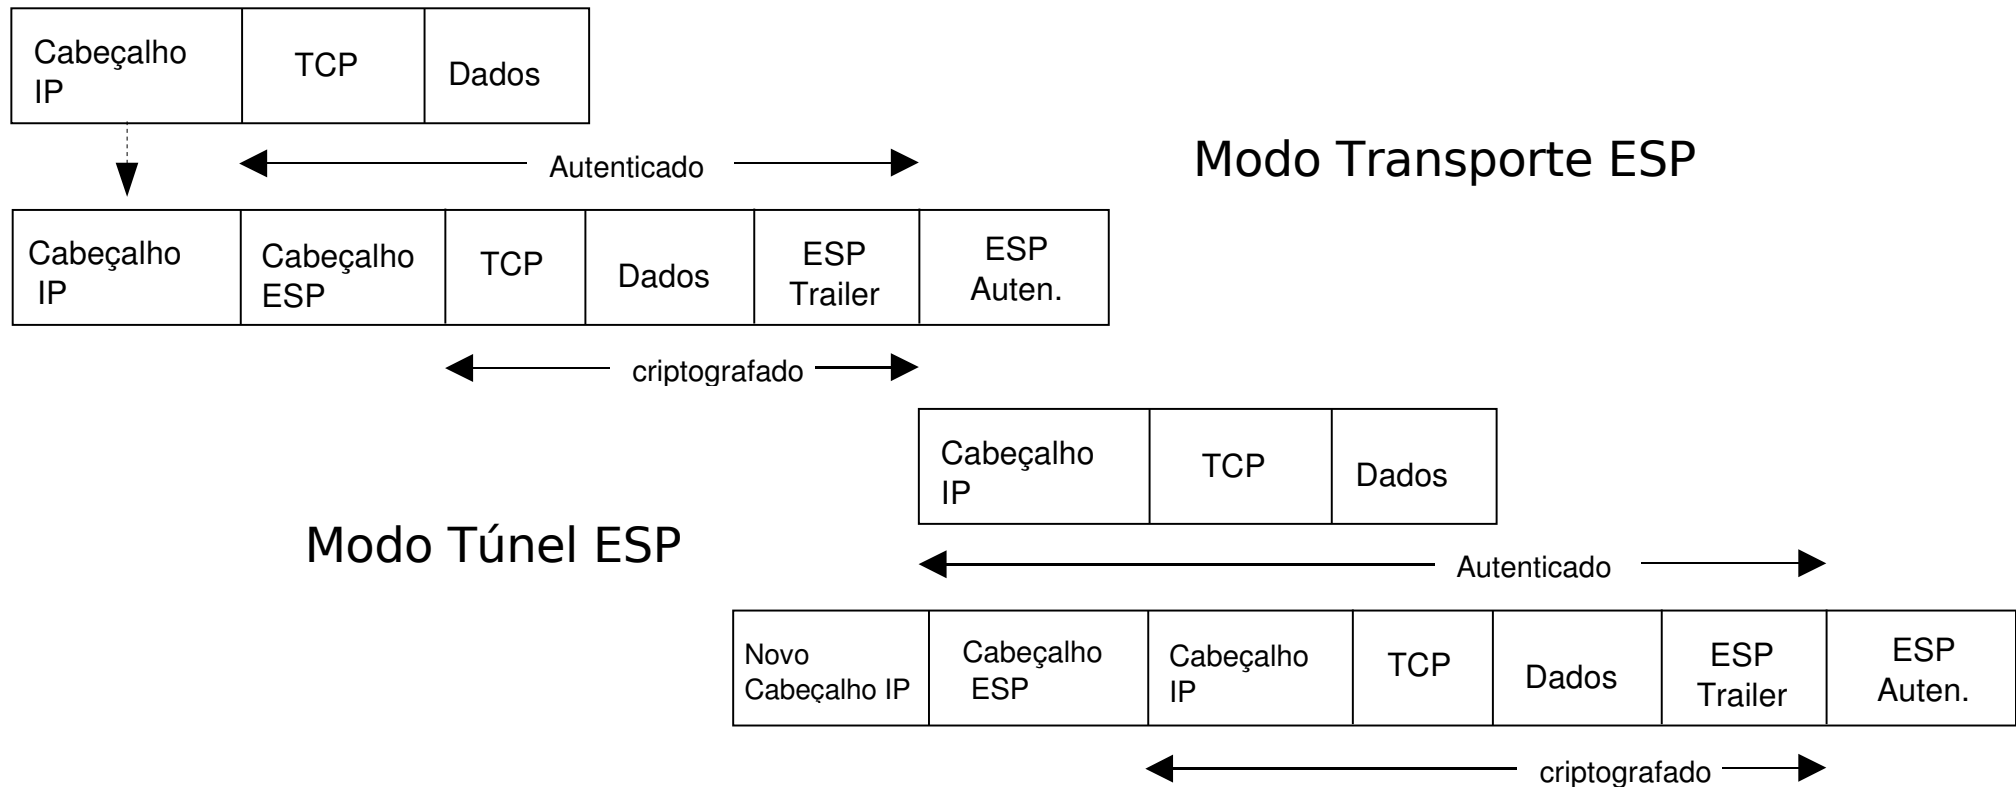 Cabeçalho
IP
TCP
Dados
Autenticado
Modo Transporte ESP
Cabeçalho
IP
Cabeçalho
ESP
TCP
Dados
ESP
Trailer
ESP
Auten.
criptografado
Cabeçalho
IP
TCP
Dados
Modo Túnel ESP
Autenticado
Novo
Cabeçalho IP
Cabeçalho
ESP
Cabeçalho
IP
TCP
Dados
ESP
Trailer
ESP
Auten.
criptografado